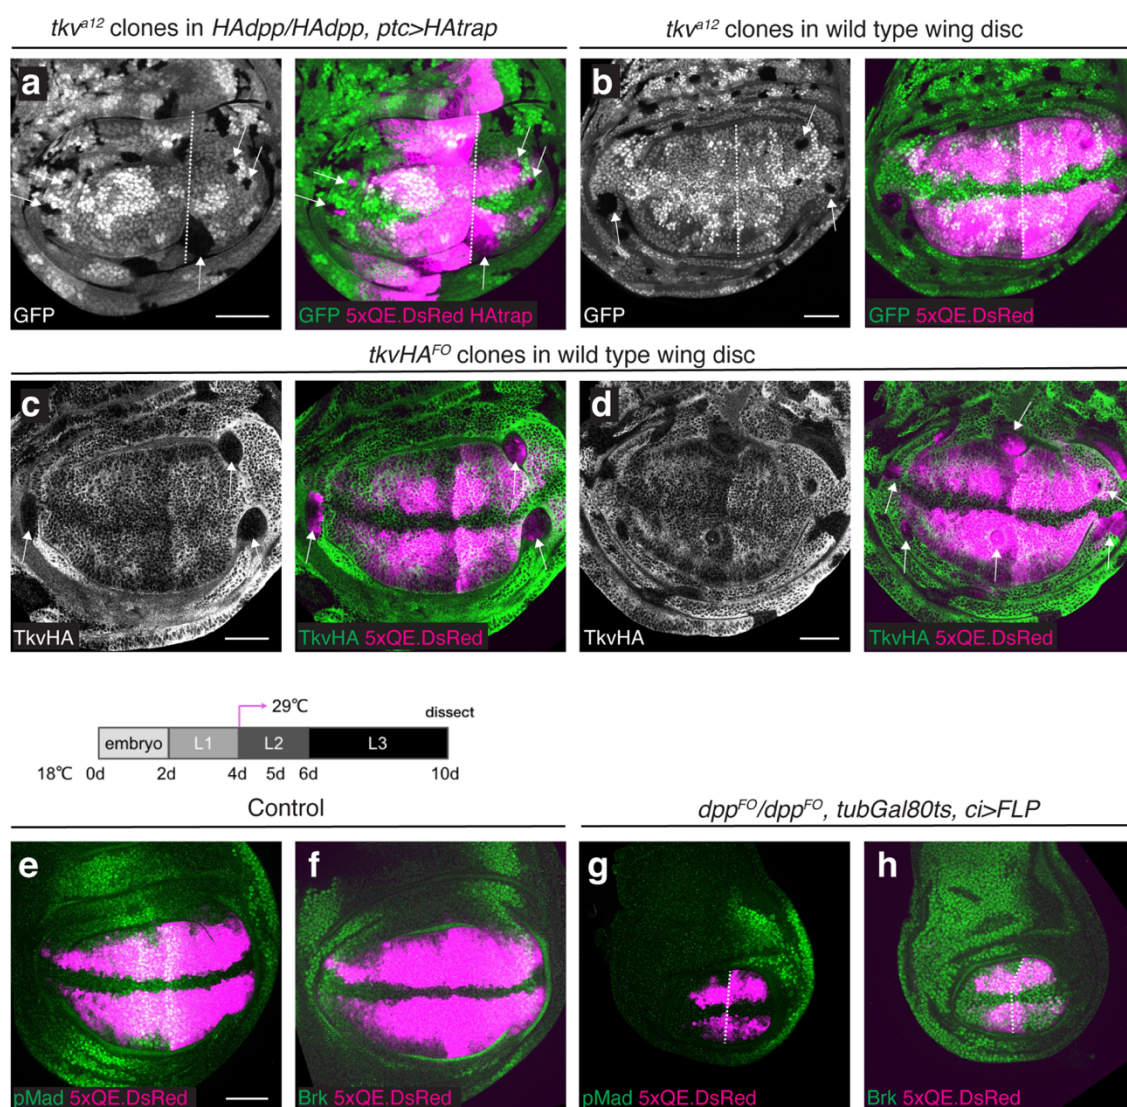 tkvᵃ¹² clones in HAdpp/HAdpp, ptc>HAtrap
tkvᵃ¹² clones in wild type wing disc
a
GFP
GFP 5xQE.DsRed HAtrap
b
GFP
GFP 5xQE.DsRed
tkvHAᶠᴼ clones in wild type wing disc
c
TkvHA
TkvHA 5xQE.DsRed
d
TkvHA
TkvHA 5xQE.DsRed
29℃
dissect
embryo L1 L2 L3
18℃ 0d 2d 4d 5d 6d 10d
Control
dppᶠᴼ/dppᶠᴼ, tubGal80ts, ci>FLP
e
pMad 5xQE.DsRed
f
Brk 5xQE.DsRed
g
pMad 5xQE.DsRed
h
Brk 5xQE.DsRed